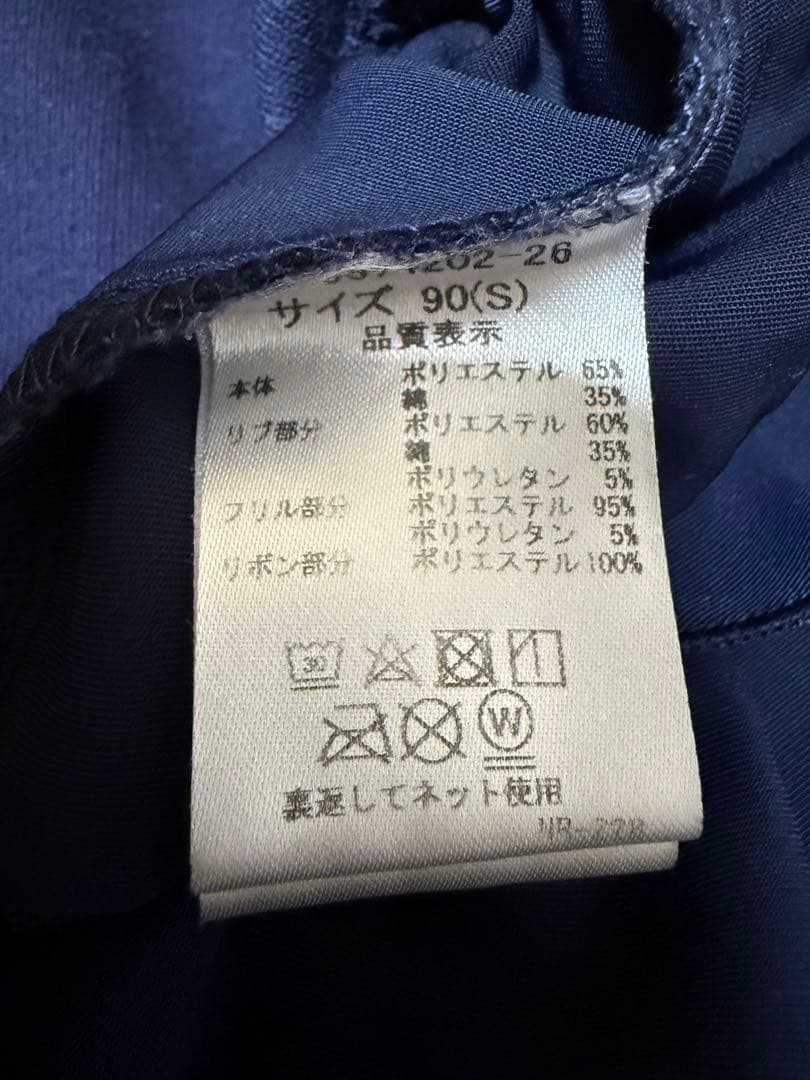 サイズ 90(S)
品質表示
本体 ポリエステル 65%
綿 35%
リブ部分 ポリエステル 60%
綿 35%
ポリウレタン 5%
フリル部分 ポリエステル 95%
ポリウレタン 5%
リボン部分 ポリエステル 100%
30
W
裏返してネット使用